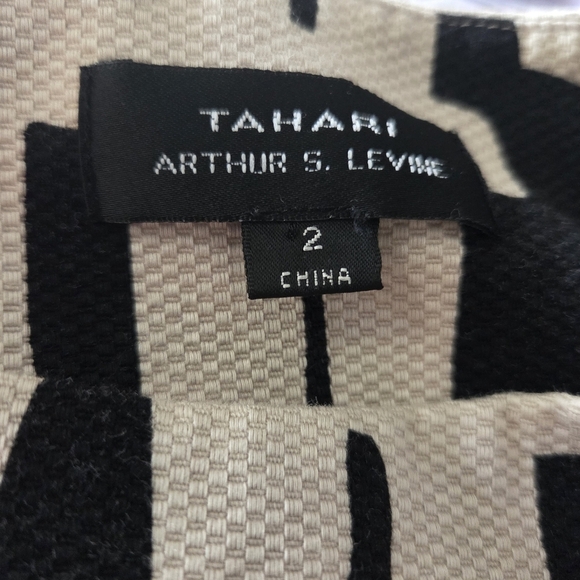 TAHARI
ARTHUR S. LEVINE
2
CHINA